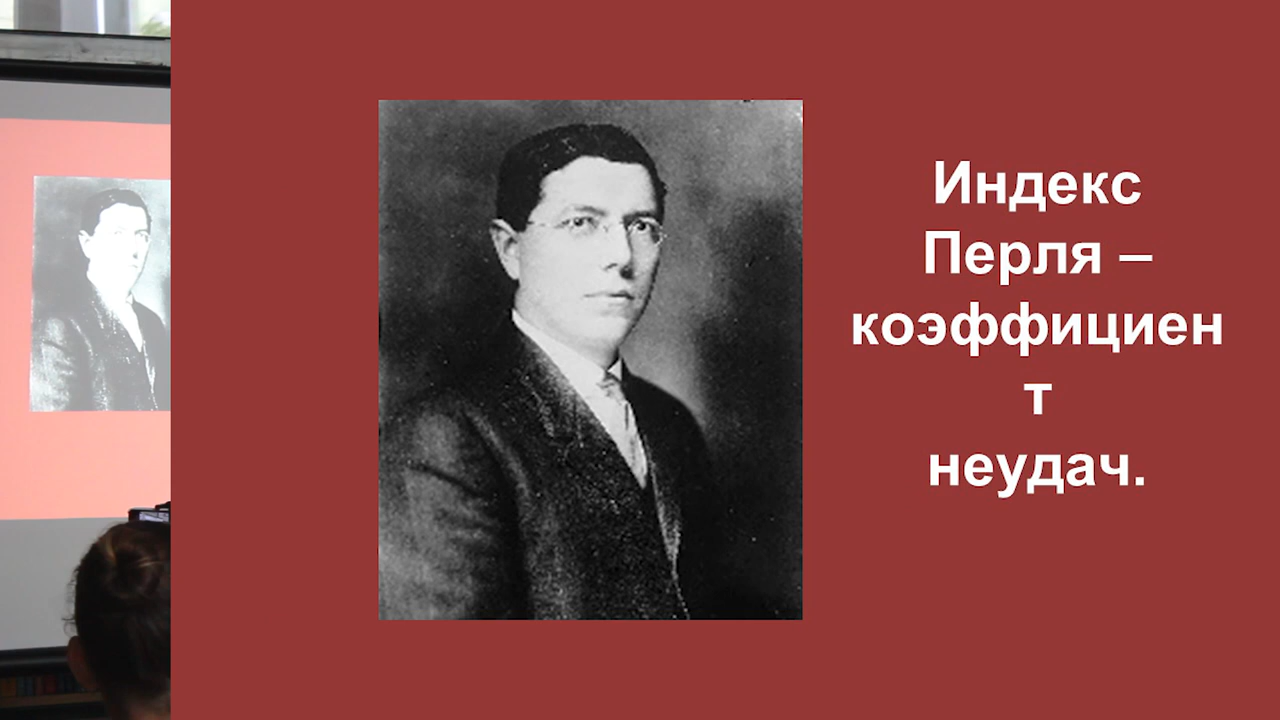 Индекс
Перля –
коэффициен
т
неудач.